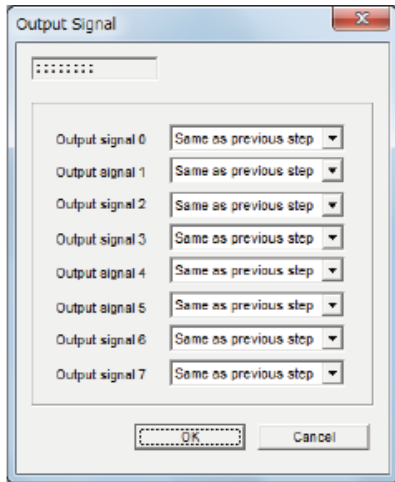 Output Signal
::::::::
Output signal 0 Same as previous step
Output signal 1 Same as previous step
Output signal 2 Same as previous step
Output signal 3 Same as previous step
Output signal 4 Same as previous step
Output signal 5 Same as previous step
Output signal 6 Same as previous step
Output signal 7 Same as previous step
OK Cancel